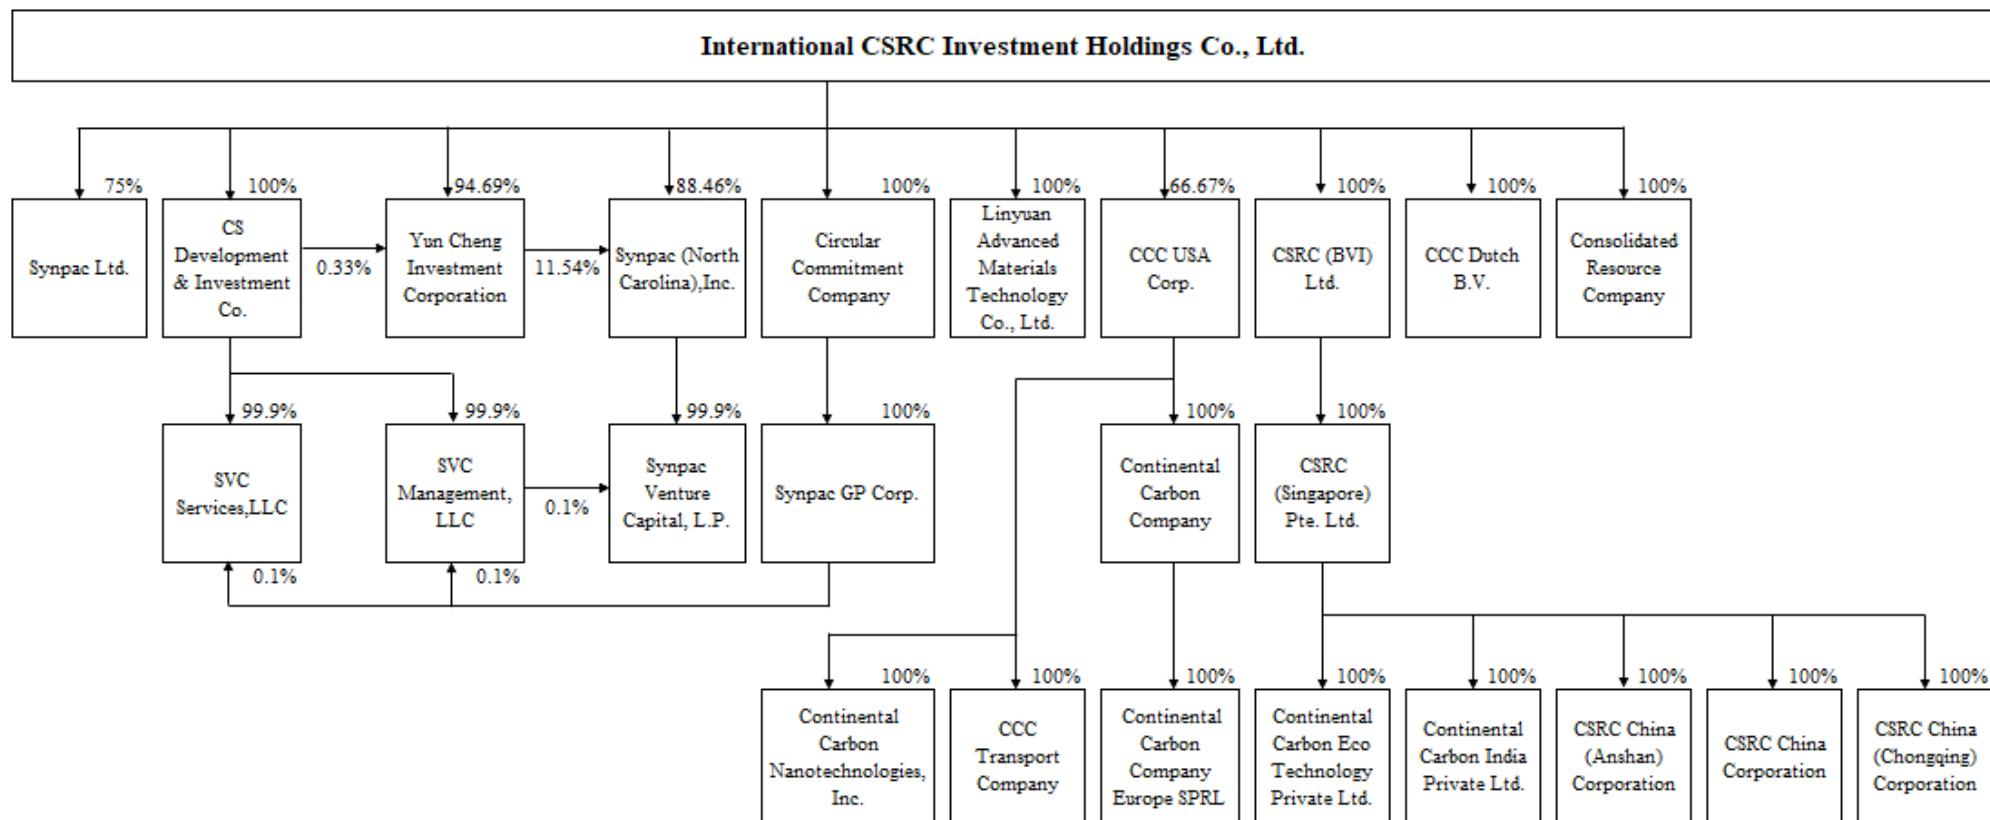 International CSRC Investment Holdings Co., Ltd.
75%
100%
94.69%
88.46%
100%
100%
66.67%
100%
100%
100%
Synpac Ltd.
CS
Development
& Investment
Co.
0.33%
Yun Cheng
Investment
Corporation
11.54%
Synpac (North
Carolina),Inc.
Circular
Commitment
Company
Linyuan
Advanced
Materials
Technology
Co., Ltd.
CCC USA
Corp.
CSRC (BVI)
Ltd.
CCC Dutch
B.V.
Consolidated
Resource
Company
99.9%
99.9%
99.9%
100%
100%
100%
SVC
Services,LLC
SVC
Management,
LLC
0.1%
Synpac
Venture
Capital, L.P.
Synpac GP Corp.
Continental
Carbon
Company
CSRC
(Singapore)
Pte. Ltd.
0.1%
0.1%
100%
100%
100%
100%
100%
100%
100%
100%
Continental
Carbon
Nanotechnologies,
Inc.
CCC
Transport
Company
Continental
Carbon
Company
Europe SPRL
Continental
Carbon Eco
Technology
Private Ltd.
Continental
Carbon India
Private Ltd.
CSRC China
(Anshan)
Corporation
CSRC China
Corporation
CSRC China
(Chongqing)
Corporation